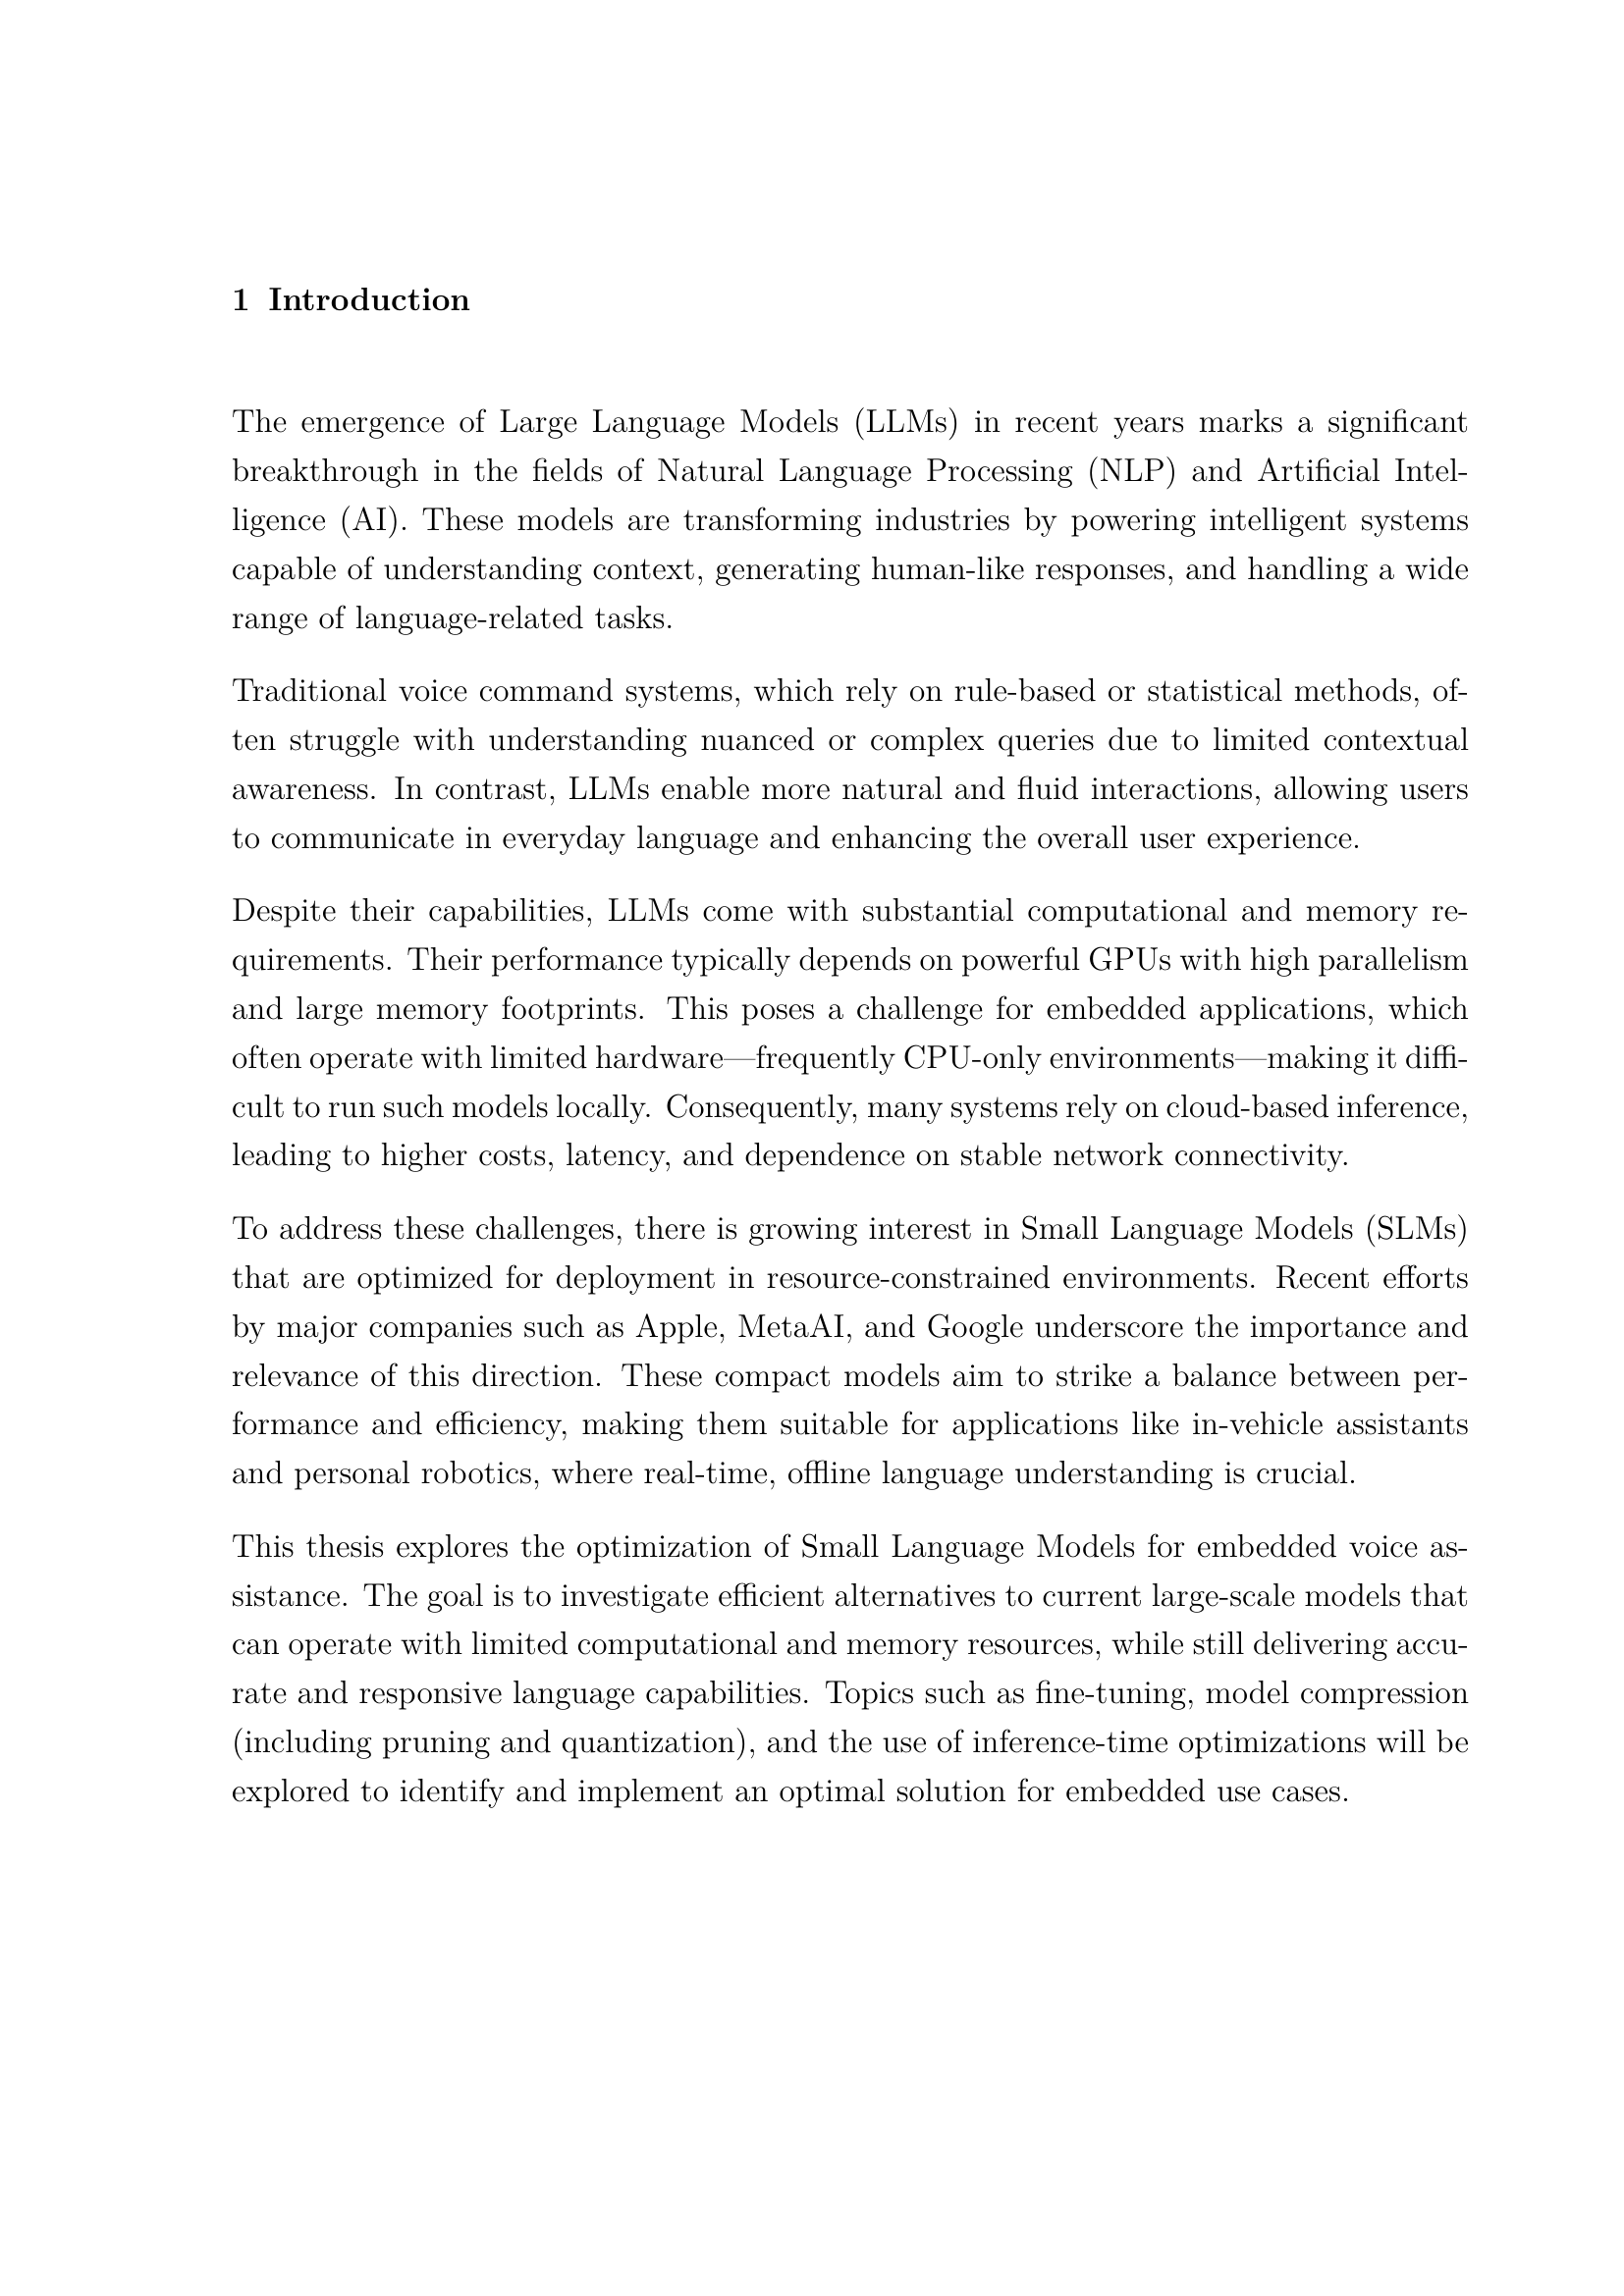 1 Introduction
The emergence of Large Language Models (LLMs) in recent years marks a significant
breakthrough in the fields of Natural Language Processing (NLP) and Artificial Intel-
ligence (AI). These models are transforming industries by powering intelligent systems
capable of understanding context, generating human-like responses, and handling a wide
range of language-related tasks.
Traditional voice command systems, which rely on rule-based or statistical methods, of-
ten struggle with understanding nuanced or complex queries due to limited contextual
awareness. In contrast, LLMs enable more natural and fluid interactions, allowing users
to communicate in everyday language and enhancing the overall user experience.
Despite their capabilities, LLMs come with substantial computational and memory re-
quirements. Their performance typically depends on powerful GPUs with high parallelism
and large memory footprints. This poses a challenge for embedded applications, which
often operate with limited hardware—frequently CPU-only environments—making it diffi-
cult to run such models locally. Consequently, many systems rely on cloud-based inference,
leading to higher costs, latency, and dependence on stable network connectivity.
To address these challenges, there is growing interest in Small Language Models (SLMs)
that are optimized for deployment in resource-constrained environments. Recent efforts
by major companies such as Apple, MetaAI, and Google underscore the importance and
relevance of this direction. These compact models aim to strike a balance between per-
formance and efficiency, making them suitable for applications like in-vehicle assistants
and personal robotics, where real-time, offline language understanding is crucial.
This thesis explores the optimization of Small Language Models for embedded voice as-
sistance. The goal is to investigate efficient alternatives to current large-scale models that
can operate with limited computational and memory resources, while still delivering accu-
rate and responsive language capabilities. Topics such as fine-tuning, model compression
(including pruning and quantization), and the use of inference-time optimizations will be
explored to identify and implement an optimal solution for embedded use cases.